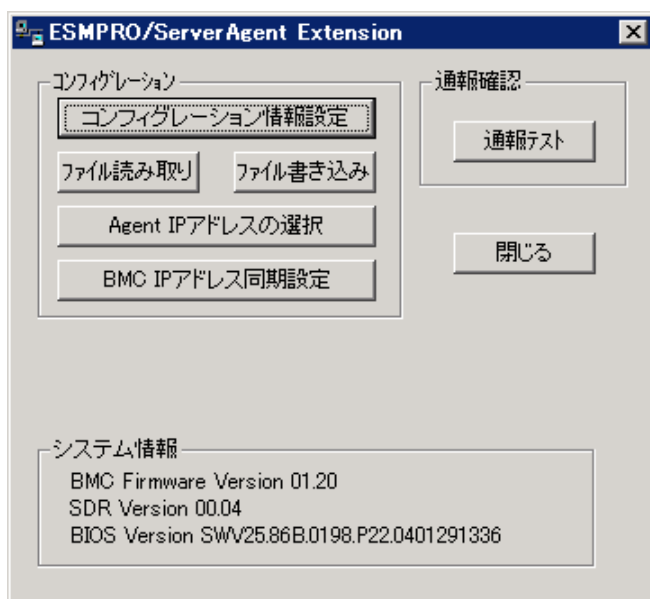 ESMPRO/ServerAgent Extension
コンフィグレーション
コンフィグレーション情報設定
ファイル読み取り
ファイル書き込み
Agent IPアドレスの選択
BMC IPアドレス同期設定
通報確認
通報テスト
閉じる
システム情報
BMC Firmware Version 01.20
SDR Version 00.04
BIOS Version SWV25.86B.0198.P22.0401291336